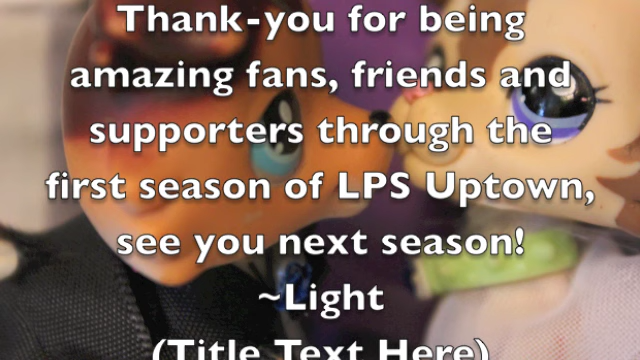 Thank-you for being
amazing fans, friends and
supporters through the
first season of LPS Uptown,
see you next season!
~Light
(Title Text Here)